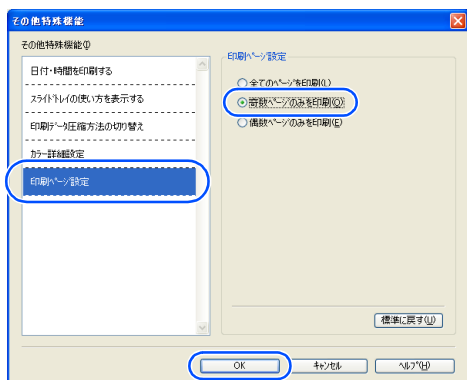 その他特殊機能
その他特殊機能(I)
日付・時間を印刷する
スライドトレイの使い方を表示する
印刷データ圧縮方法の切り替え
カラー詳細設定
印刷ページ設定
印刷ページ設定
全てのページを印刷(L)
奇数ページのみを印刷(O)
偶数ページのみを印刷(E)
標準に戻す(U)
OK
キャンセル
ヘルプ(H)